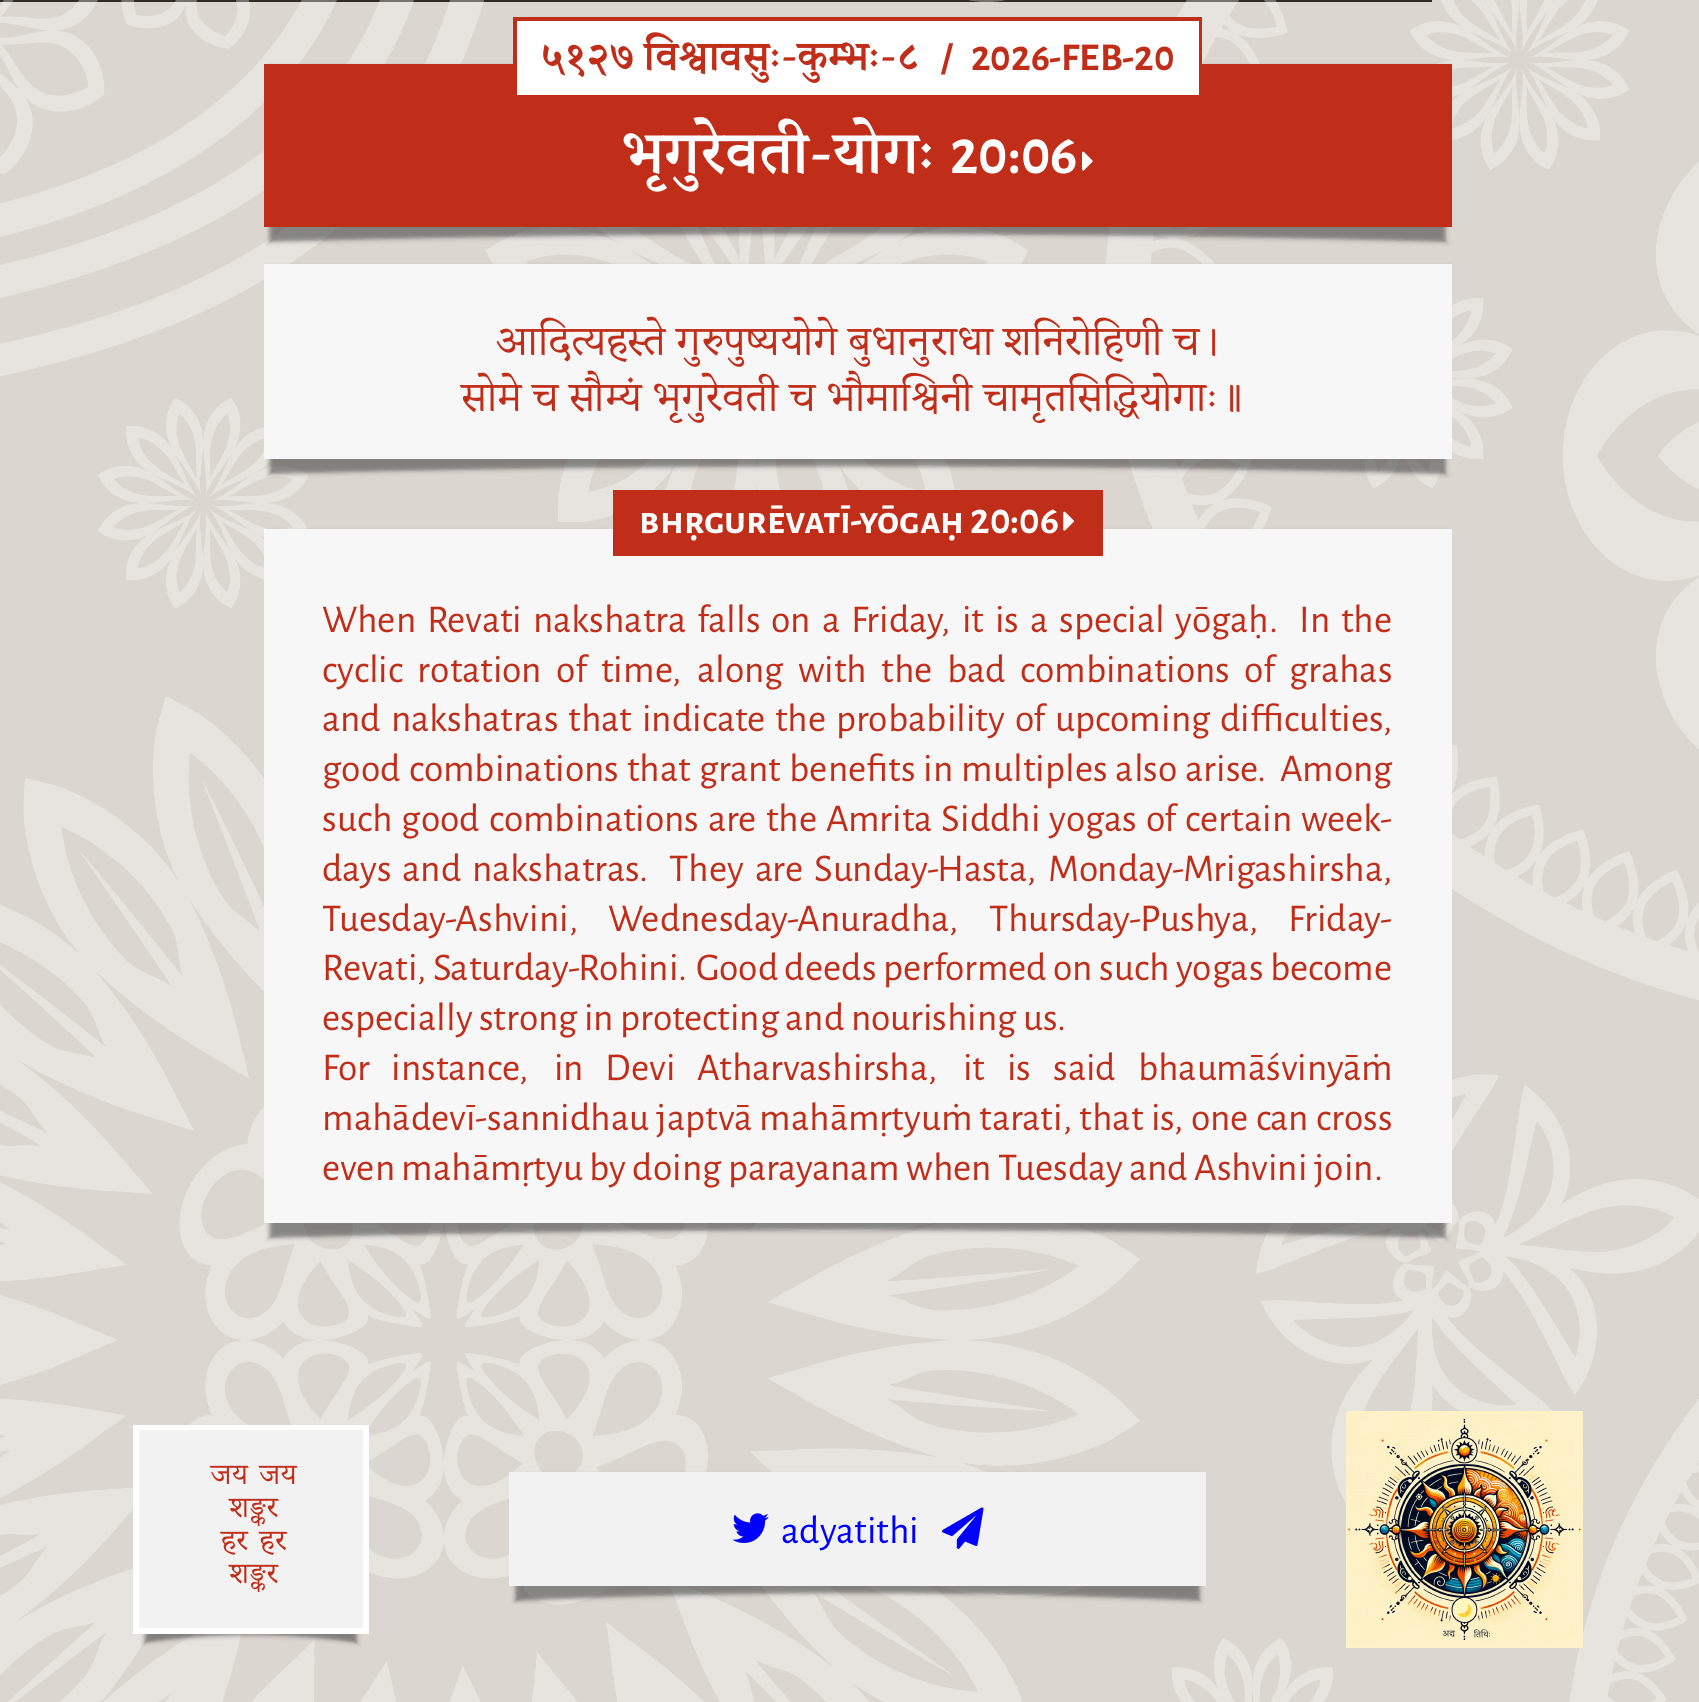 ५१२७ विश्वावसुः-कुम्भः-८ / 2026-FEB-20
भृगुरेवती-योगः 20:06▸
आदित्यहस्ते गुरुपुष्ययोगे बुधानुराधा शनिरोहिणी च।
सोमे च सौम्यं भृगुरेवती च भौमाश्विनी चामृतसिद्धियोगाः॥
BHṚGURĒVATĪ-YŌGAḤ 20:06▸
When Revati nakshatra falls on a Friday, it is a special yōgaḥ. In the
cyclic rotation of time, along with the bad combinations of grahas
and nakshatras that indicate the probability of upcoming difficulties,
good combinations that grant benefits in multiples also arise. Among
such good combinations are the Amrita Siddhi yogas of certain week-
days and nakshatras. They are Sunday-Hasta, Monday-Mrigashirsha,
Tuesday-Ashvini, Wednesday-Anuradha, Thursday-Pushya, Friday-
Revati, Saturday-Rohini. Good deeds performed on such yogas become
especially strong in protecting and nourishing us.
For instance, in Devi Atharvashirsha, it is said bhaumāśvinyāṁ
mahādevī-sannidhau japtvā mahāmṛtyuṁ tarati, that is, one can cross
even mahāmṛtyu by doing parayanam when Tuesday and Ashvini join.
जय जय
शङ्कर
हर हर
शङ्कर
adyatithi
अद्य तिथिः